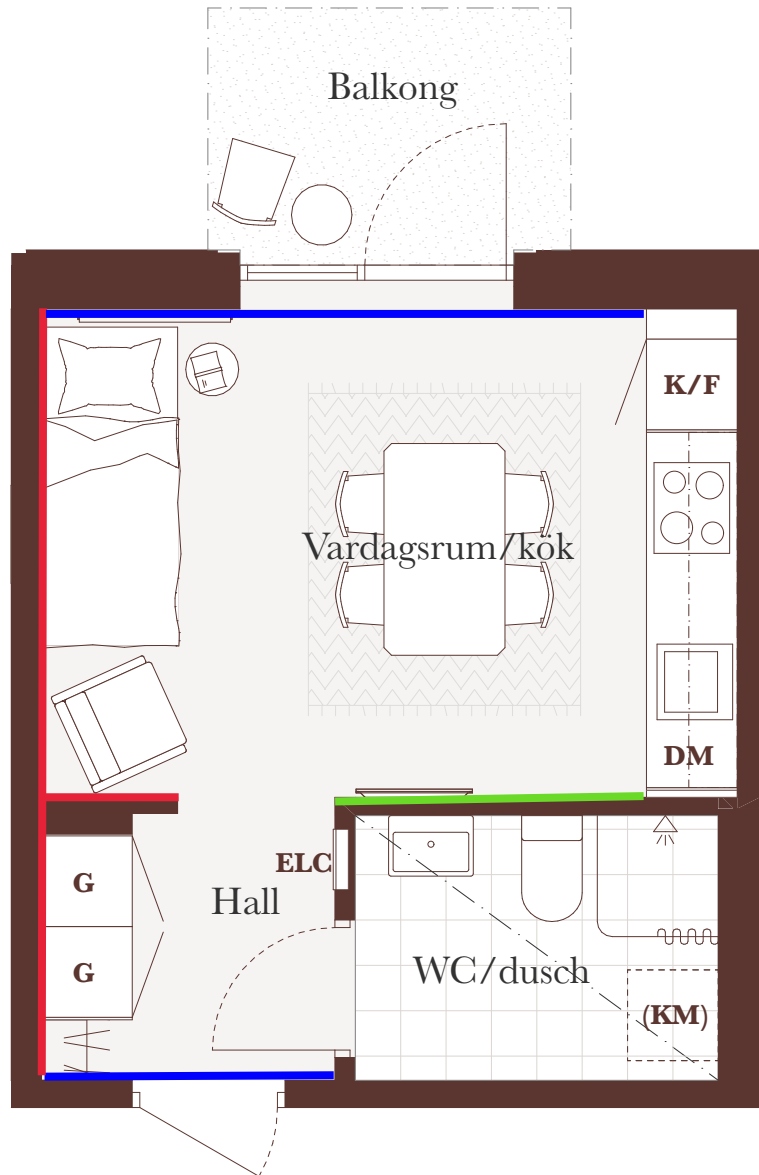 Balkong
K/F
Vardagsrum/kök
DM
ELC
G
Hall
G
WC/dusch
(KM)